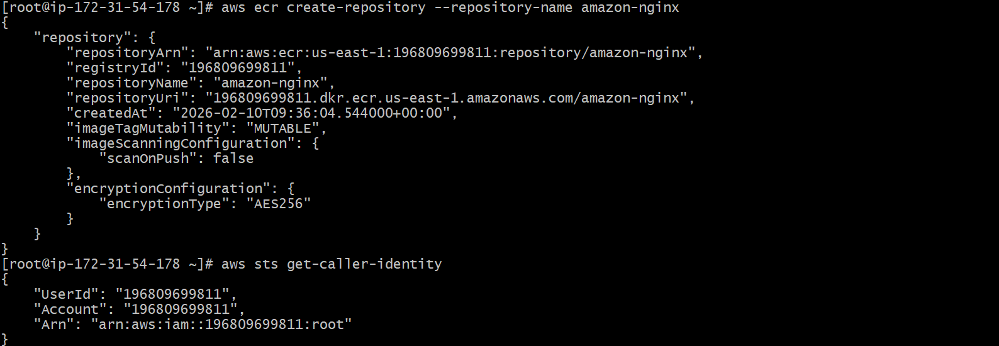 [root@ip-172-31-54-178 ~]# aws ecr create-repository --repository-name amazon-nginx
{
    "repository": {
        "repositoryArn": "arn:aws:ecr:us-east-1:196809699811:repository/amazon-nginx",
        "registryId": "196809699811",
        "repositoryName": "amazon-nginx",
        "repositoryUri": "196809699811.dkr.ecr.us-east-1.amazonaws.com/amazon-nginx",
        "createdAt": "2026-02-10T09:36:04.544000+00:00",
        "imageTagMutability": "MUTABLE",
        "imageScanningConfiguration": {
            "scanOnPush": false
        },
        "encryptionConfiguration": {
            "encryptionType": "AES256"
        }
    }
}
[root@ip-172-31-54-178 ~]# aws sts get-caller-identity
{
    "UserId": "196809699811",
    "Account": "196809699811",
    "Arn": "arn:aws:iam::196809699811:root"
}